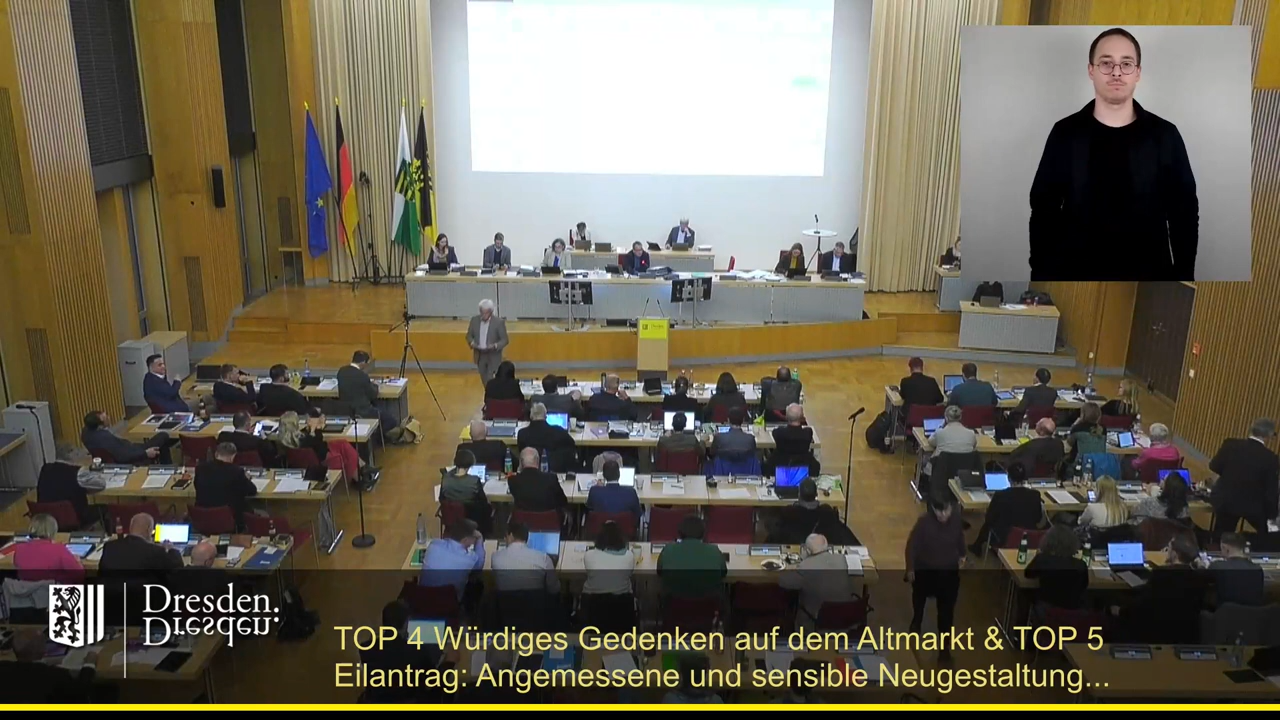 Dresden.
Dresden.
TOP 4 Würdiges Gedenken auf dem Altmarkt & TOP 5
Eilantrag: Angemessene und sensible Neugestaltung...